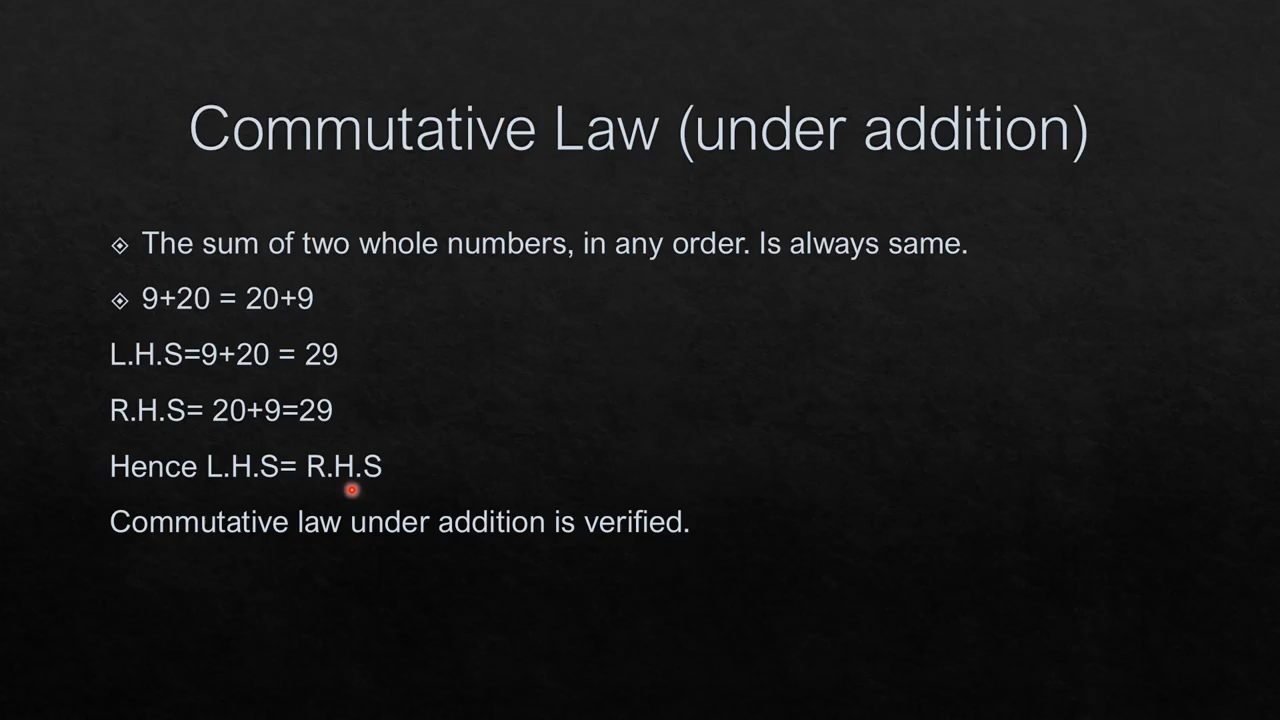 Commutative Law (under addition)
The sum of two whole numbers, in any order. Is always same.
9+20 = 20+9
L.H.S=9+20 = 29
R.H.S= 20+9=29
Hence L.H.S= R.H.S
Commutative law under addition is verified.